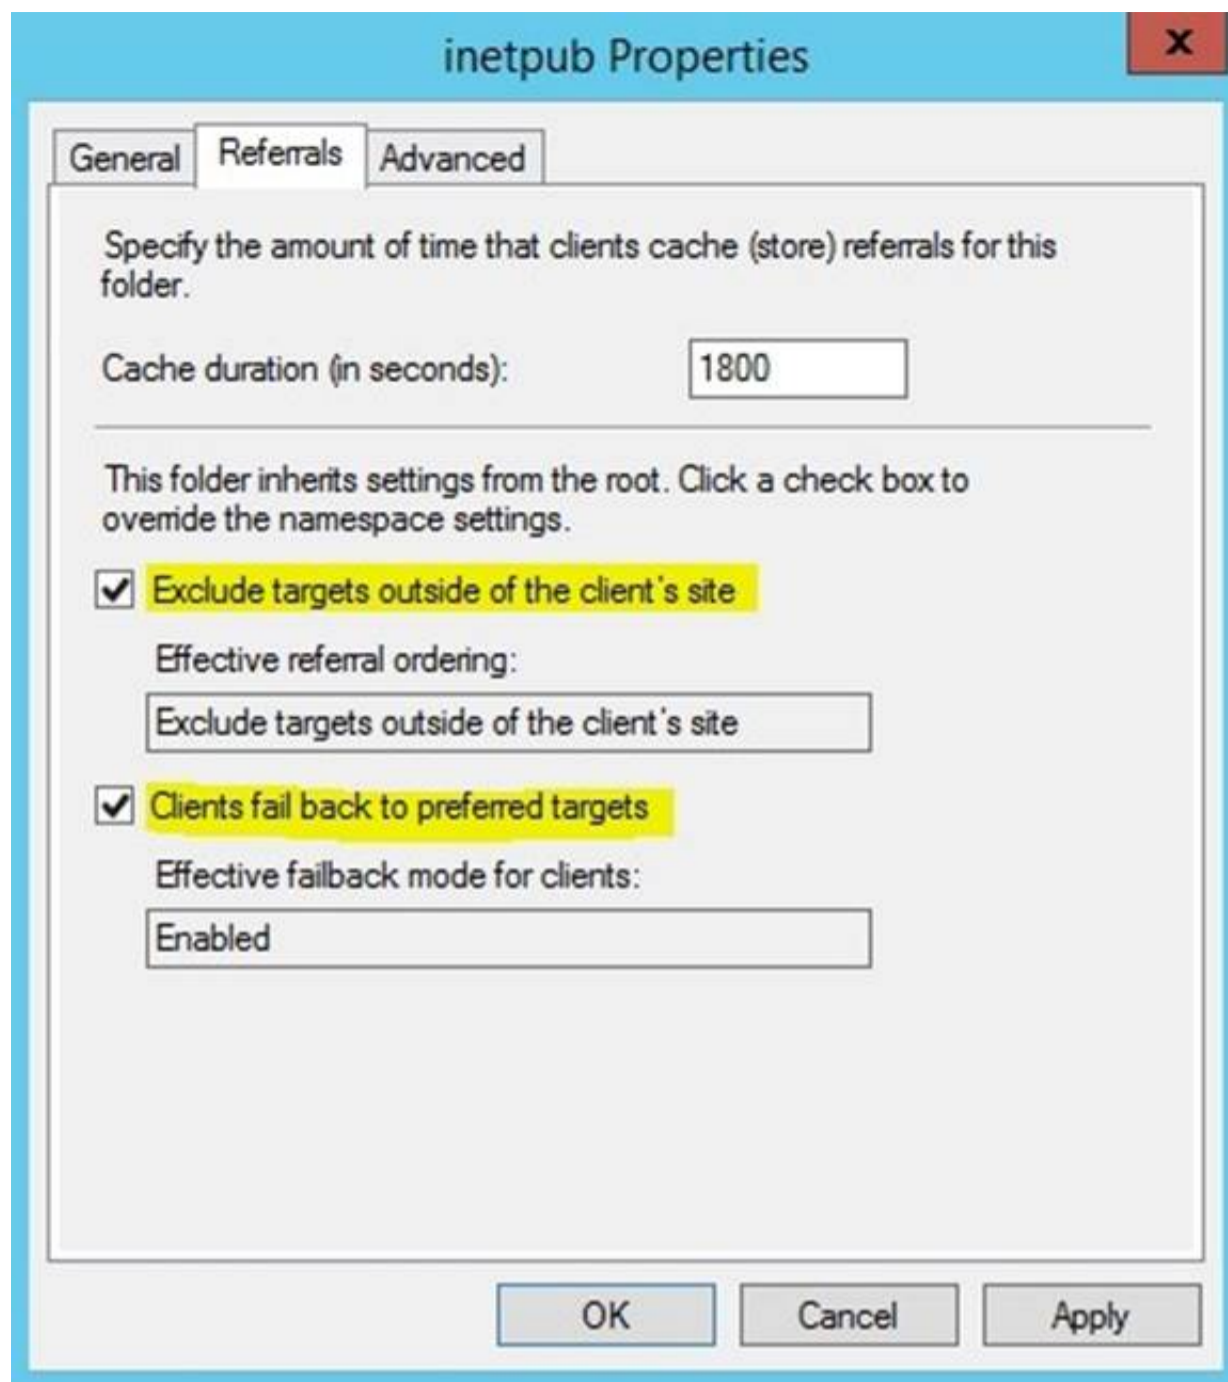 inetpub Properties
x
General
Referrals
Advanced
Specify the amount of time that clients cache (store) referrals for this
folder.
Cache duration (in seconds):
1800
This folder inherits settings from the root. Click a check box to
override the namespace settings.
Exclude targets outside of the client's site
Effective referral ordering:
Exclude targets outside of the client's site
Clients fail back to preferred targets
Effective failback mode for clients:
Enabled
OK
Cancel
Apply